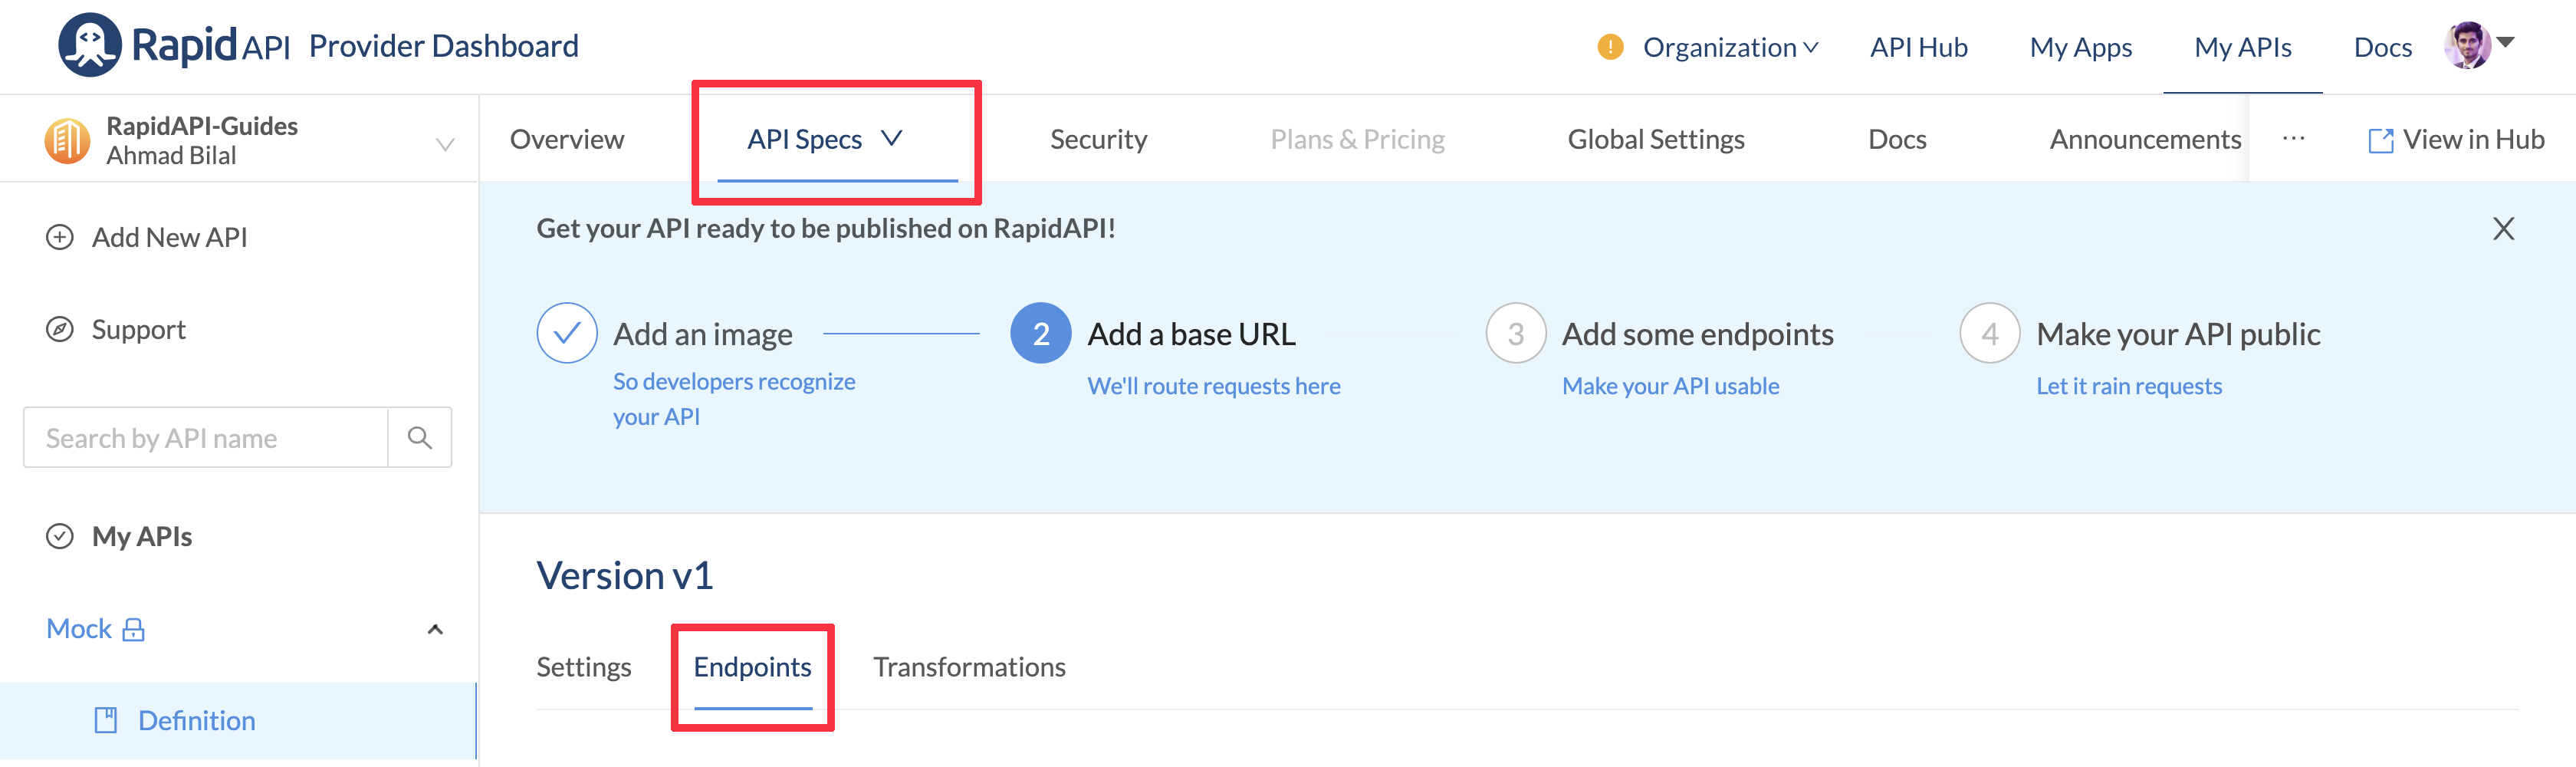 RapidAPI Provider Dashboard
! Organization API Hub My Apps My APIs Docs
RapidAPI-Guides
Ahmad Bilal
Overview API Specs Security Plans & Pricing Global Settings Docs Announcements ··· View in Hub
Add New API
Support
Search by API name
My APIs
Mock
Definition
Get your API ready to be published on RapidAPI!
Add an image
So developers recognize
your API
2 Add a base URL
We'll route requests here
3 Add some endpoints
Make your API usable
4 Make your API public
Let it rain requests
Version v1
Settings Endpoints Transformations